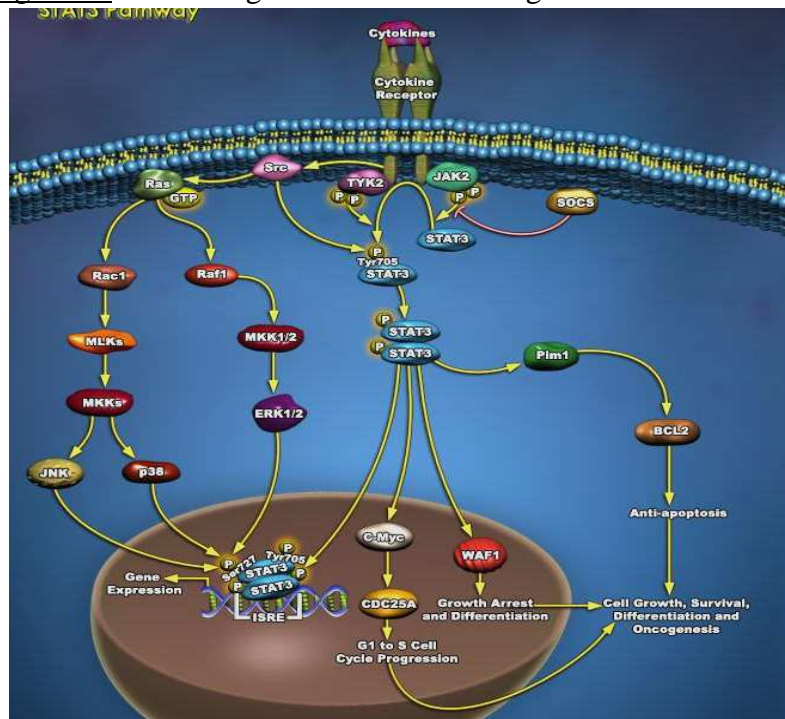 STAT3 Pathway
Cytokines
Cytokine
Receptor
Src
TYK2
JAK2
Ras
GTP
P P
P P
SOCS
STAT3
P
Tyr705
STAT3
Rac1
Raf1
P
STAT3
P
STAT3
MLKs
MKK1/2
Pim1
MKKs
ERK1/2
BCL2
JNK
p38
Anti-apoptosis
C-Myc
WAF1
P
P
Ser727
Tyr705
STAT3
P
P
STAT3
Gene
Expression
ISRE
CDC25A
Growth Arrest
and Differentiation
Cell Growth, Survival,
Differentiation and
Oncogenesis
G1 to S Cell
Cycle Progression